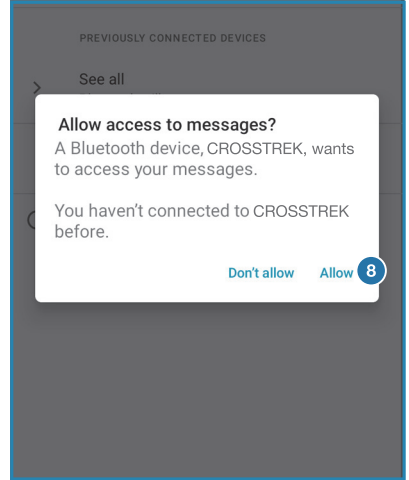 PREVIOUSLY CONNECTED DEVICES
See all
Allow access to messages?
A Bluetooth device, CROSSTREK, wants
to access your messages.
You haven't connected to CROSSTREK
before.
Don't allow Allow 8